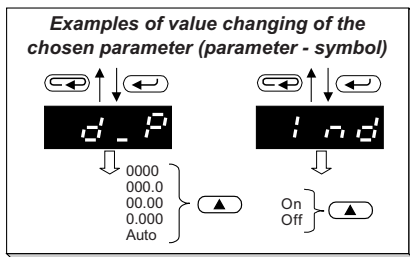 Examples of value changing of the
chosen parameter (parameter - symbol)
d_P
Ind
0000
000.0
00.00
0.000
Auto
On
Off